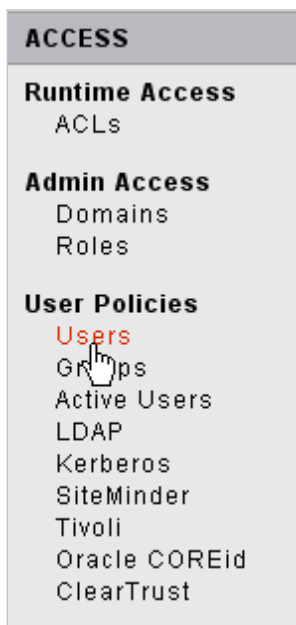 ACCESS
Runtime Access
ACLs
Admin Access
Domains
Roles
User Policies
Users
Groups
Active Users
LDAP
Kerberos
SiteMinder
Tivoli
Oracle COREid
ClearTrust